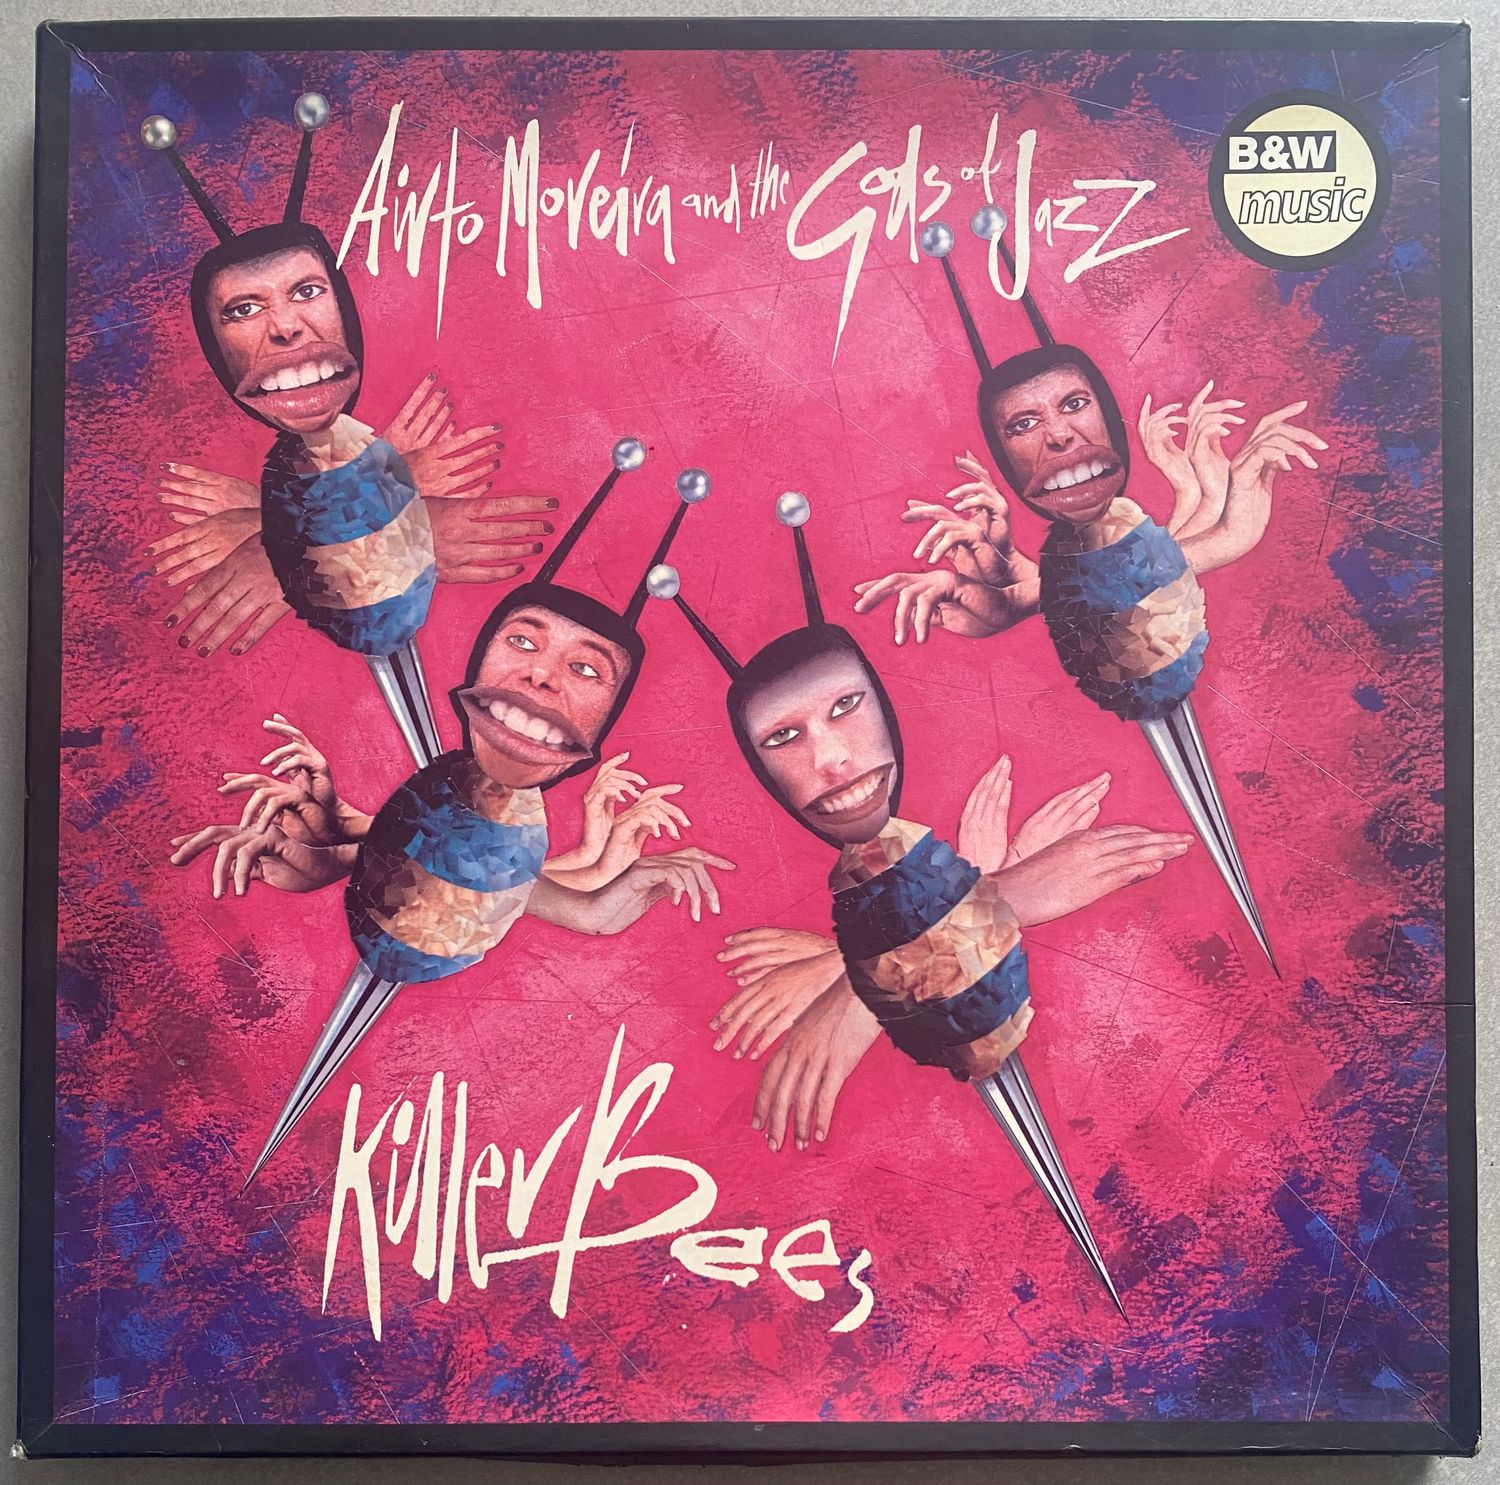 Airto Moreira and the Gods of Jazz
B&W
music
Killer Bees